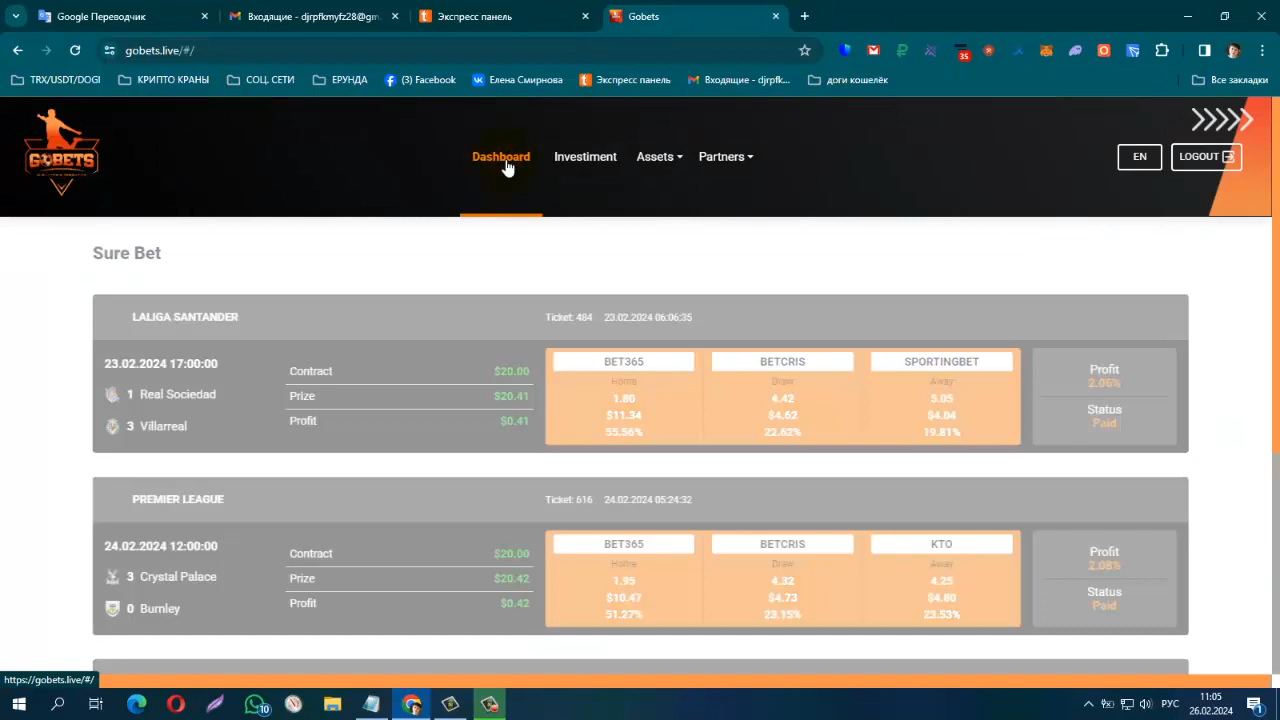 Google Переводчик
Входящие - djrpfkmyfz28@gm
Экспресс панель
Gobets
gobets.live/#/
35
TRX/USDT/DOGI
КРИПТО КРАНЫ
СОЦ. СЕТИ
ЕРУНДА
(3) Facebook
Елена Смирнова
Экспресс панель
Входящие - djrpfk...
доги кошелёк
Все закладки
GOBETS
Dashboard
Investiment
Assets
Partners
EN
LOGOUT
Sure Bet
LALIGA SANTANDER
Ticket: 484 23.02.2024 06:06:35
23.02.2024 17:00:00
1 Real Sociedad
3 Villarreal
Contract $20.00
Prize $20.41
Profit $0.41
BET365 BETCRIS SPORTINGBET
Home Draw Away
1.80 4.42 5.05
$11.34 $4.62 $4.04
55.56% 22.62% 19.81%
Profit
2.06%
Status
Paid
PREMIER LEAGUE
Ticket: 616 24.02.2024 05:24:32
24.02.2024 12:00:00
3 Crystal Palace
0 Burnley
Contract $20.00
Prize $20.42
Profit $0.42
BET365 BETCRIS KTO
Home Draw Away
1.95 4.32 4.25
$10.47 $4.73 $4.80
51.27% 23.15% 23.53%
Profit
2.08%
Status
Paid
https://gobets.live/#/
10
РУС
11:05
26.02.2024
1